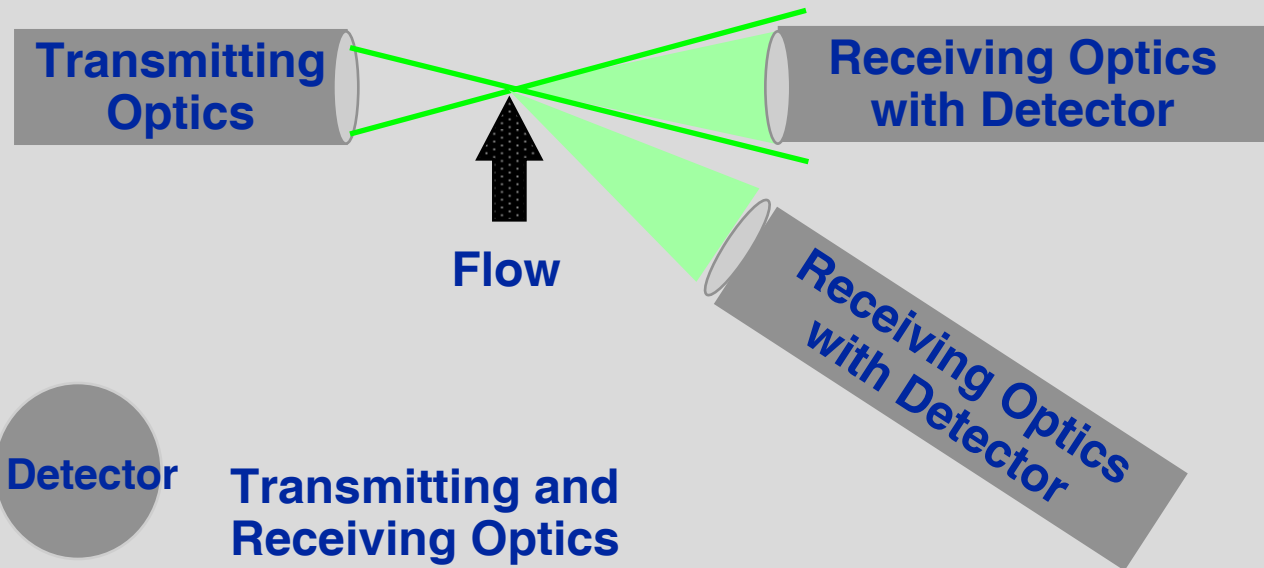 Transmitting
Optics
Receiving Optics
with Detector
Flow
Receiving Optics
with Detector
Detector
Transmitting and
Receiving Optics